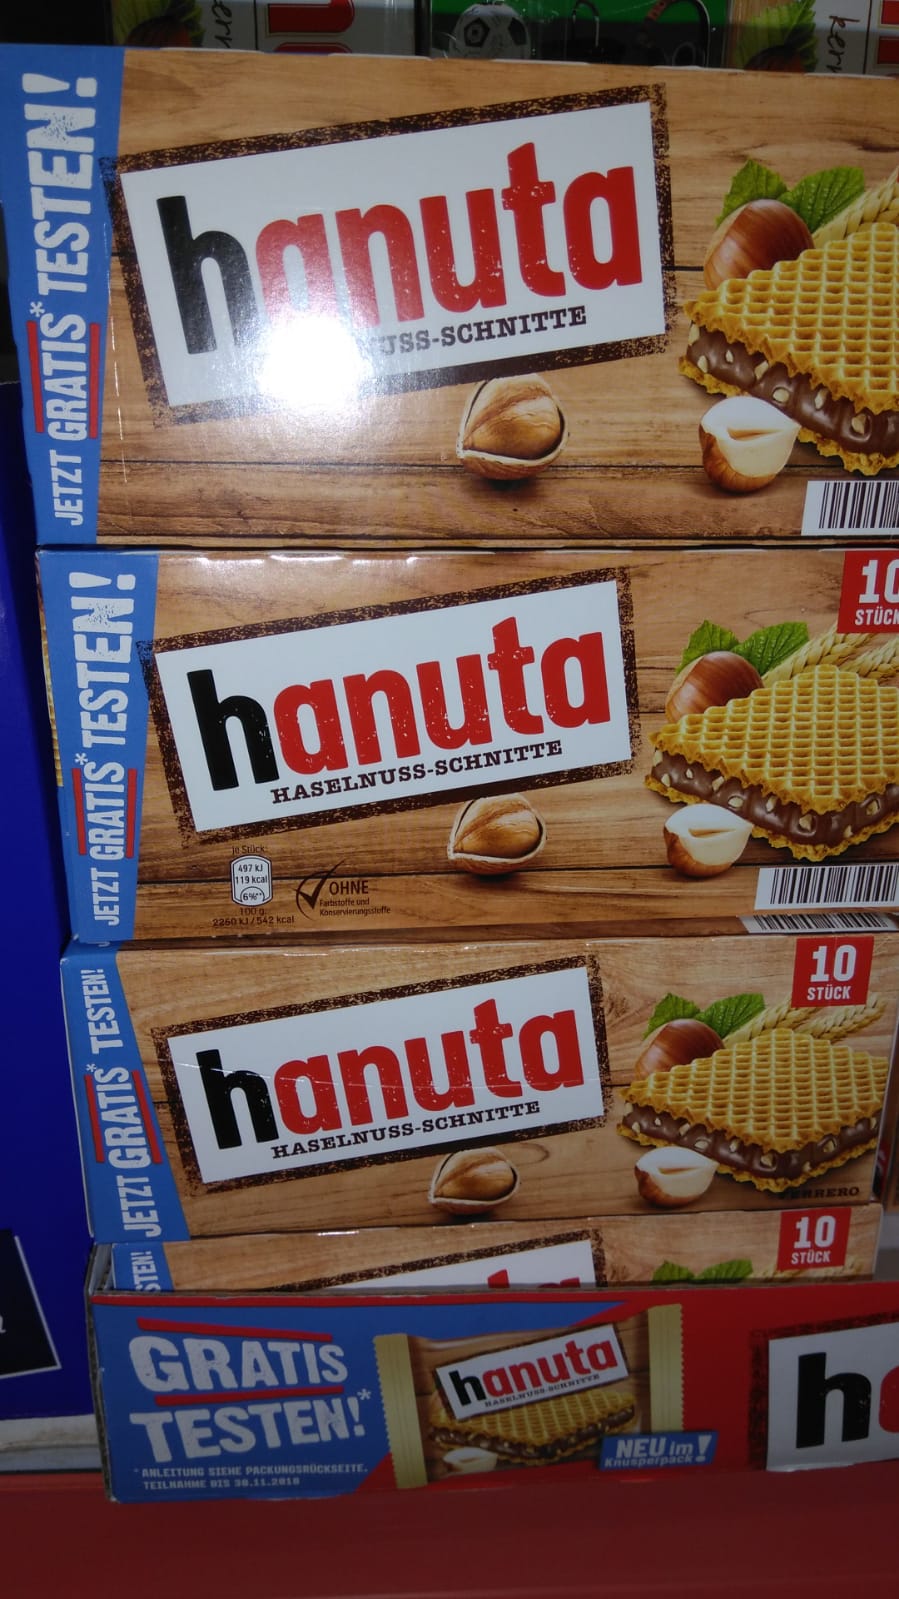 JETZT GRATIS* TESTEN!
hanuta
USS-SCHNITTE
JETZT GRATIS* TESTEN!
10
STÜCK
hanuta
HASELNUSS-SCHNITTE
je Stück:
497 kJ
119 kcal
6%**)
100 g:
2260 kJ / 542 kcal
OHNE
Farbstoffe und
Konservierungsstoffe
JETZT GRATIS* TESTEN!
10
STÜCK
hanuta
HASELNUSS-SCHNITTE
FERRERO
STEN!
10
STÜCK
GRATIS
TESTEN!*
* ANLEITUNG SIEHE PACKUNGSRÜCKSEITE.
TEILNAHME BIS 30.11.2018
hanuta
HASELNUSS-SCHNITTE
NEU im
Knusperpack!
h